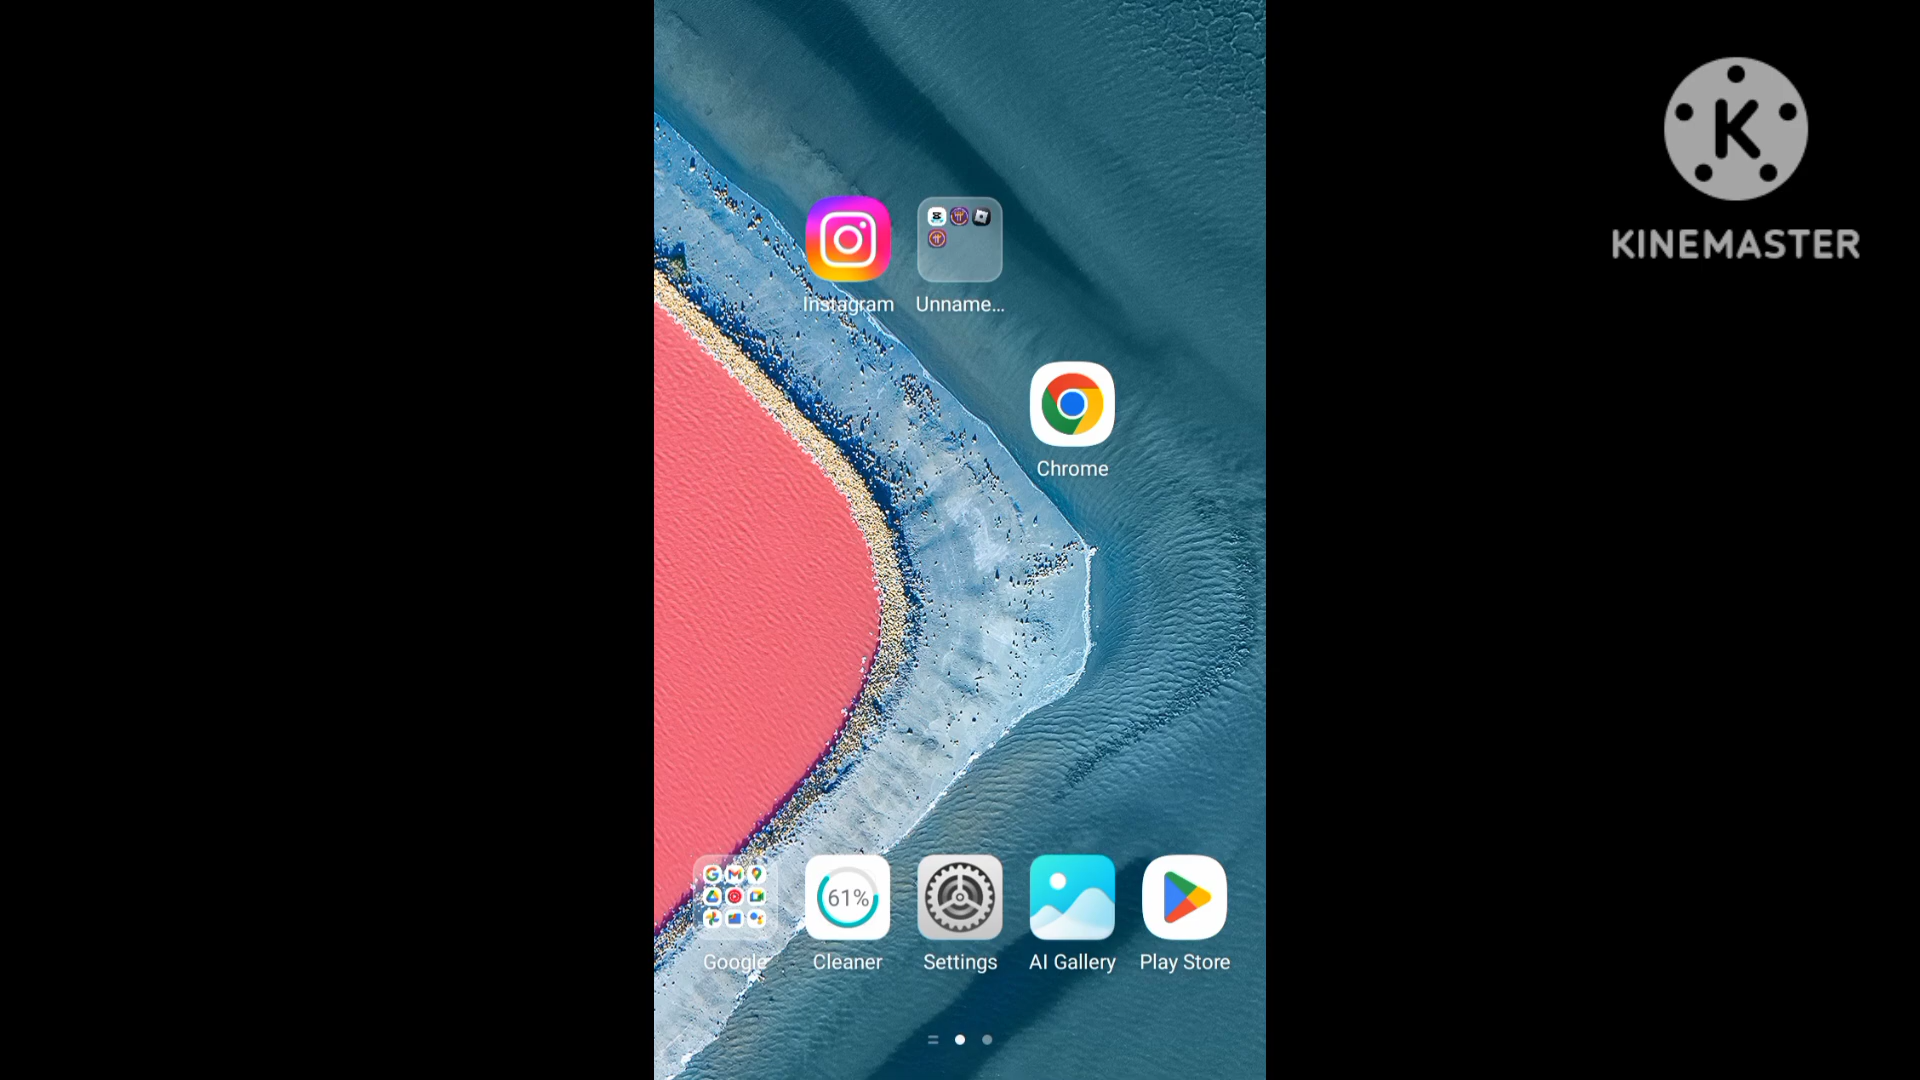 K
KINEMASTER
Instagram
Unname...
Chrome
61%
Google
Cleaner
Settings
AI Gallery
Play Store